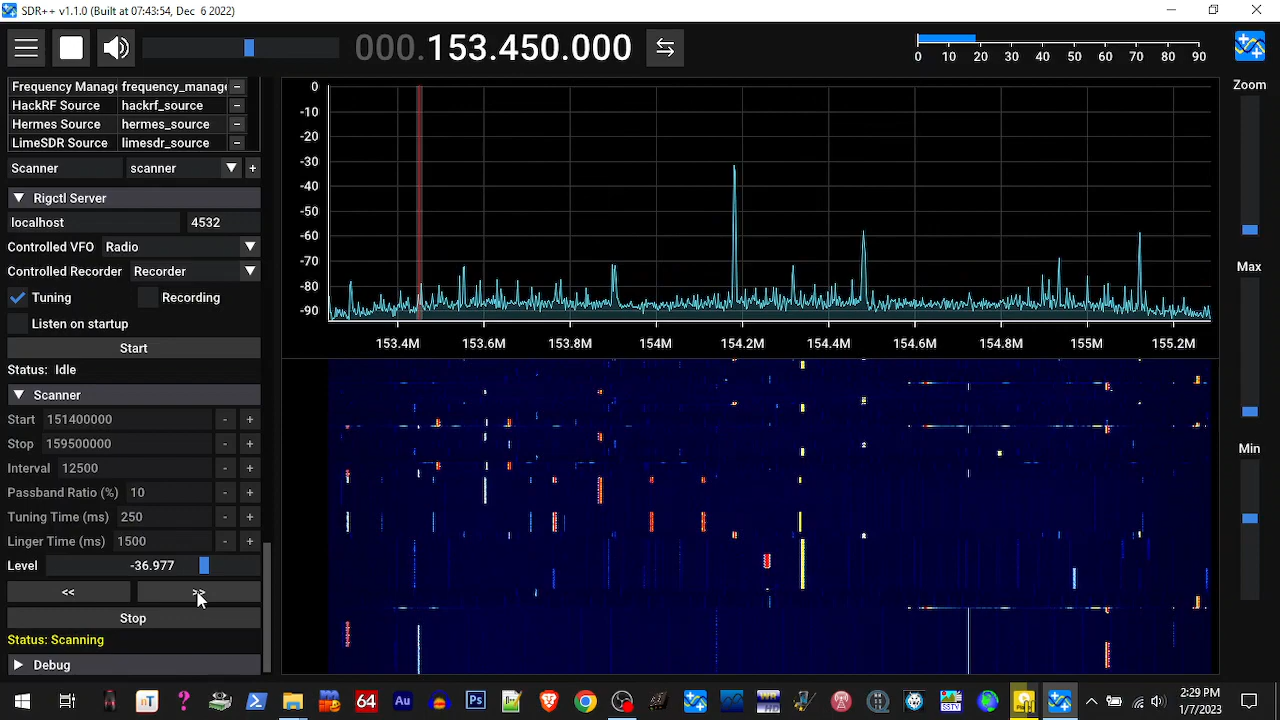 SDR++ v1.1.0 (Built at 07:43:54, Dec 6 2022)
000.153.450.000
0 10 20 30 40 50 60 70 80 90
Frequency Manag frequency_manag -
HackRF Source hackrf_source -
Hermes Source hermes_source -
LimeSDR Source limesdr_source -
Scanner scanner +
Rigctl Server
localhost 4532
Controlled VFO Radio
Controlled Recorder Recorder
Tuning Recording
Listen on startup
Start
Status: Idle
Scanner
Start 151400000 - +
Stop 159500000 - +
Interval 12500 - +
Passband Ratio (%) 10 - +
Tuning Time (ms) 250 - +
Linger Time (ms) 1500 - +
Level -36.977
<< >>
Stop
Status: Scanning
Debug
0
-10
-20
-30
-40
-50
-60
-70
-80
-90
153.4M 153.6M 153.8M 154M 154.2M 154.4M 154.6M 154.8M 155M 155.2M
Zoom
Max
Min
mT ? 64 Au Ps
SSTV
2:29 PM
1/7/2023